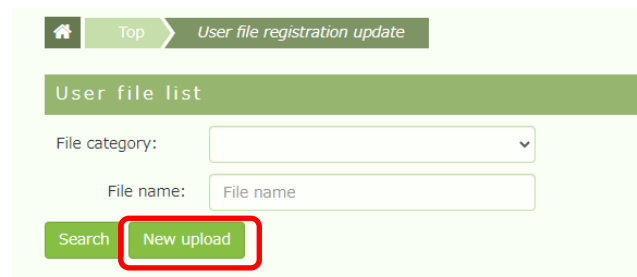 Top User file registration update
User file list
File category:
File name: File name
Search New upload